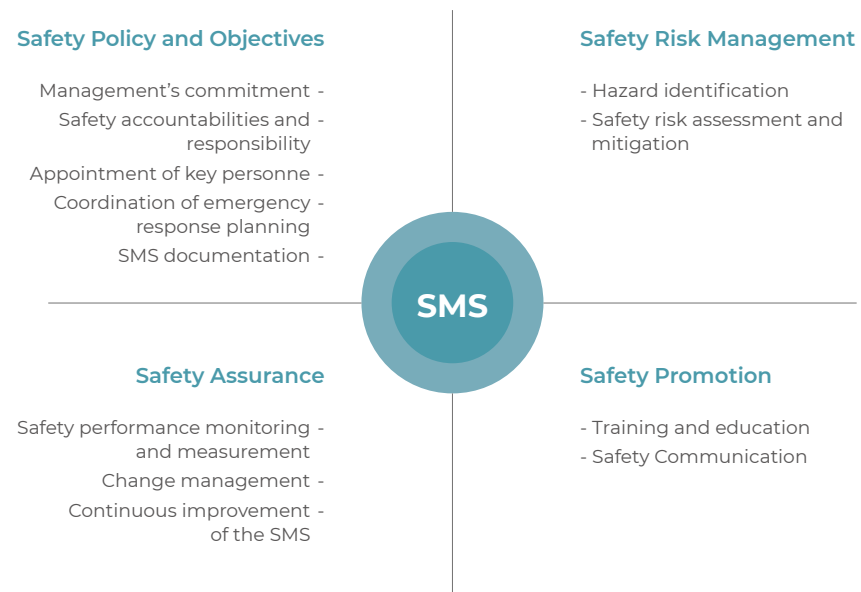 Safety Policy and Objectives
Management’s commitment -
Safety accountabilities and -
responsibility
Appointment of key personne -
Coordination of emergency -
response planning
SMS documentation -
Safety Risk Management
- Hazard identification
- Safety risk assessment and
mitigation
SMS
Safety Assurance
Safety performance monitoring -
and measurement
Change management -
Continuous improvement -
of the SMS
Safety Promotion
- Training and education
- Safety Communication